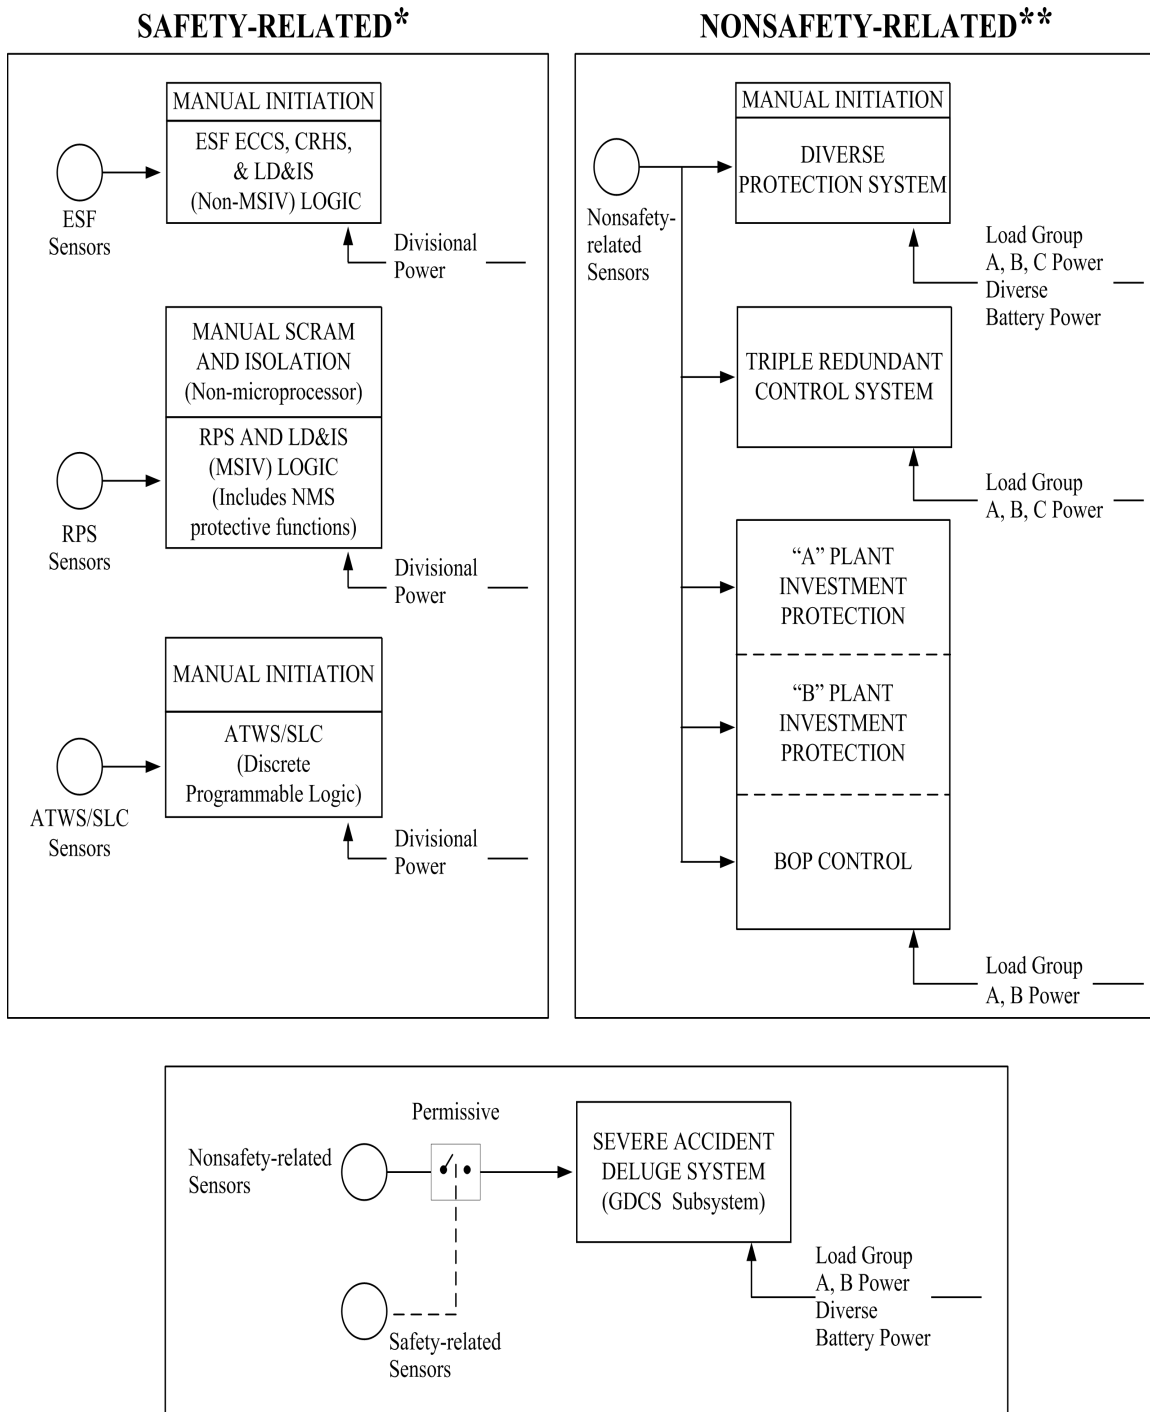 SAFETY-RELATED*
MANUAL INITIATION
ESF ECCS, CRHS,
& LD&IS
(Non-MSIV) LOGIC
ESF
Sensors
Divisional
Power
MANUAL SCRAM
AND ISOLATION
(Non-microprocessor)
RPS AND LD&IS
(MSIV) LOGIC
(Includes NMS
protective functions)
RPS
Sensors
Divisional
Power
MANUAL INITIATION
ATWS/SLC
(Discrete
Programmable Logic)
ATWS/SLC
Sensors
Divisional
Power
NONSAFETY-RELATED**
MANUAL INITIATION
DIVERSE
PROTECTION SYSTEM
Nonsafety-
related
Sensors
Load Group
A, B, C Power
Diverse
Battery Power
TRIPLE REDUNDANT
CONTROL SYSTEM
Load Group
A, B, C Power
“A” PLANT
INVESTMENT
PROTECTION
“B” PLANT
INVESTMENT
PROTECTION
BOP CONTROL
Load Group
A, B Power
Permissive
Nonsafety-related
Sensors
SEVERE ACCIDENT
DELUGE SYSTEM
(GDCS Subsystem)
Load Group
A, B Power
Diverse
Battery Power
Safety-related
Sensors